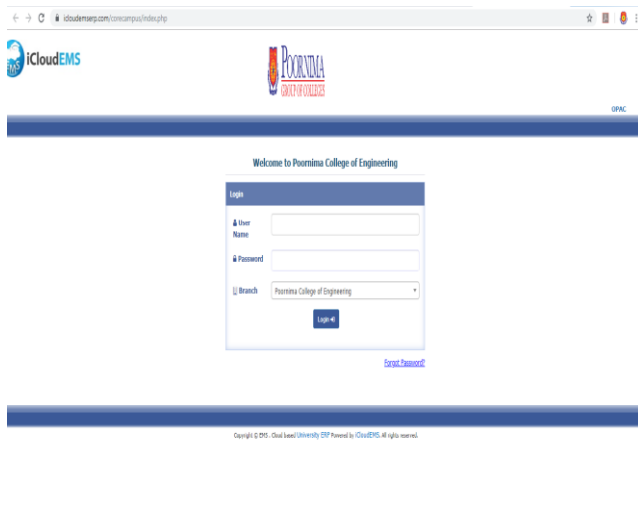 icloudemserp.com/corecampus/index.php
iCloudEMS
POORNIMA
GROUP OF COLLEGES
OPAC
Welcome to Poornima College of Engineering
Login
User
Name
Password
Branch Poornima College of Engineering
Login
Forgot Password?
Copyright © EMS . Cloud based University ERP Powered by iCloudEMS. All rights reserved.